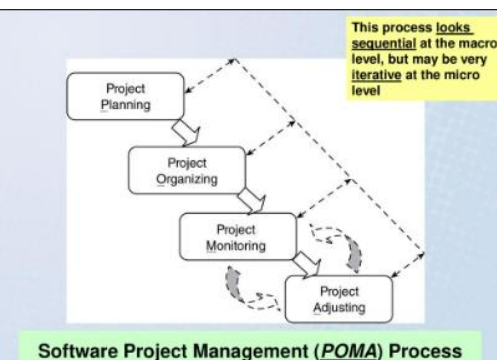 This process looks
sequential at the macro
level, but may be very
iterative at the micro
level
Project
Planning
Project
Organizing
Project
Monitoring
Project
Adjusting
Software Project Management (POMA) Process